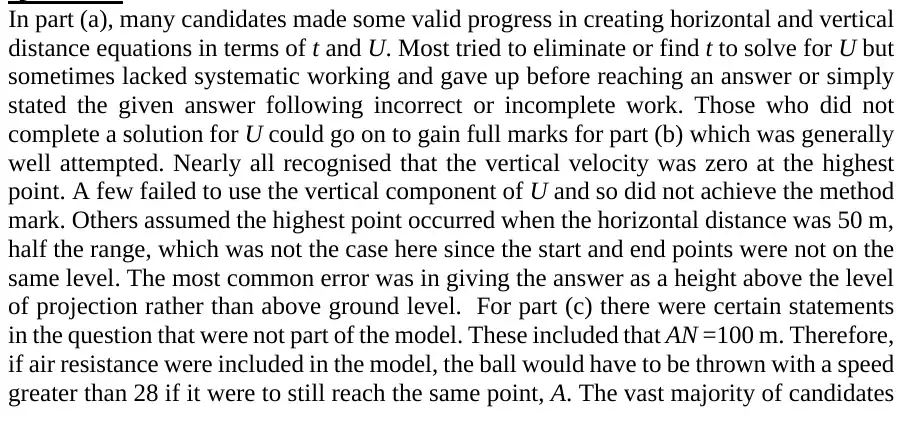 In part (a), many candidates made some valid progress in creating horizontal and vertical
distance equations in terms of t and U. Most tried to eliminate or find t to solve for U but
sometimes lacked systematic working and gave up before reaching an answer or simply
stated the given answer following incorrect or incomplete work. Those who did not
complete a solution for U could go on to gain full marks for part (b) which was generally
well attempted. Nearly all recognised that the vertical velocity was zero at the highest
point. A few failed to use the vertical component of U and so did not achieve the method
mark. Others assumed the highest point occurred when the horizontal distance was 50 m,
half the range, which was not the case here since the start and end points were not on the
same level. The most common error was in giving the answer as a height above the level
of projection rather than above ground level. For part (c) there were certain statements
in the question that were not part of the model. These included that AN =100 m. Therefore,
if air resistance were included in the model, the ball would have to be thrown with a speed
greater than 28 if it were to still reach the same point, A. The vast majority of candidates